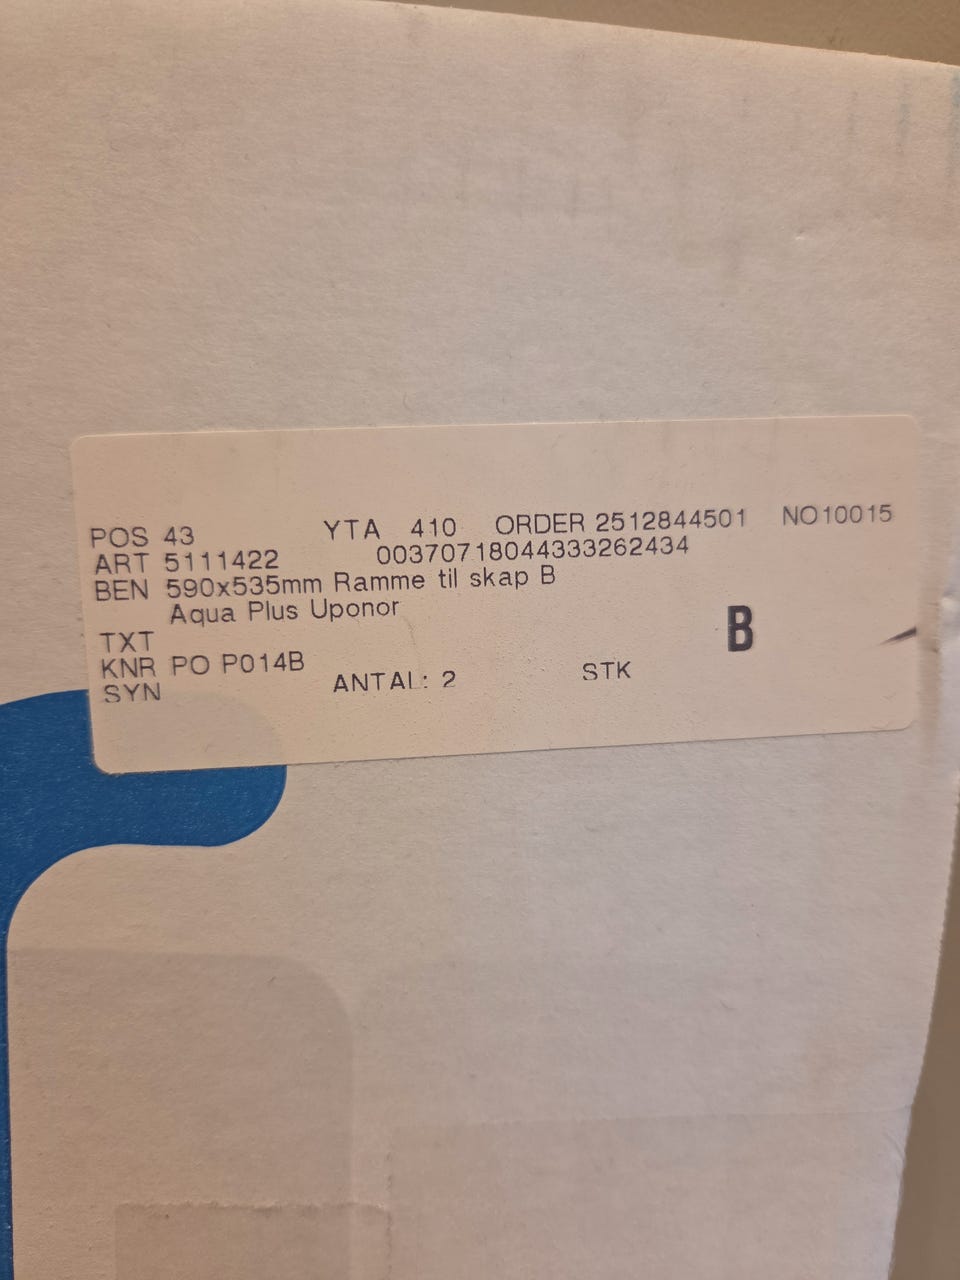 POS 43 YTA 410 ORDER 2512844501 NO10015
ART 5111422 00370718044333262434
BEN 590x535mm Ramme til skap B
Aqua Plus Uponor
B
TXT
KNR PO P014B
SYN ANTAL: 2 STK